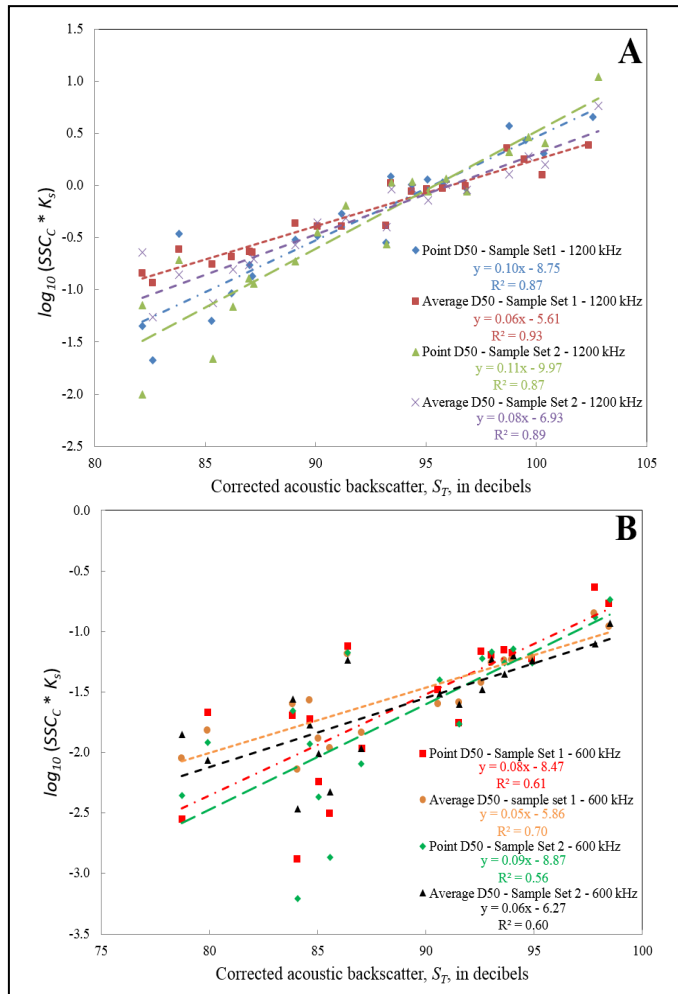 A
1.5
1.0
0.5
0.0
-0.5
-1.0
-1.5
-2.0
-2.5
log10 (SSCC * Ks)
Point D50 - Sample Set1 - 1200 kHz
y = 0.10x - 8.75
R² = 0.87
Average D50 - Sample Set 1 - 1200 kHz
y = 0.06x - 5.61
R² = 0.93
Point D50 - Sample Set 2 - 1200 kHz
y = 0.11x - 9.97
R² = 0.87
Average D50 - Sample Set 2 - 1200 kHz
y = 0.08x - 6.93
R² = 0.89
80 85 90 95 100 105
Corrected acoustic backscatter, ST, in decibels
B
0.0
-0.5
-1.0
-1.5
-2.0
-2.5
-3.0
-3.5
log10 (SSCC * Ks)
Point D50 - Sample Set 1 - 600 kHz
y = 0.08x - 8.47
R² = 0.61
Average D50 - sample set 1 - 600 kHz
y = 0.05x - 5.86
R² = 0.70
Point D50 - Sample Set 2 - 600 kHz
y = 0.09x - 8.87
R² = 0.56
Average D50 - Sample Set 2 - 600 kHz
y = 0.06x - 6.27
R² = 0.60
75 80 85 90 95 100
Corrected acoustic backscatter, ST, in decibels